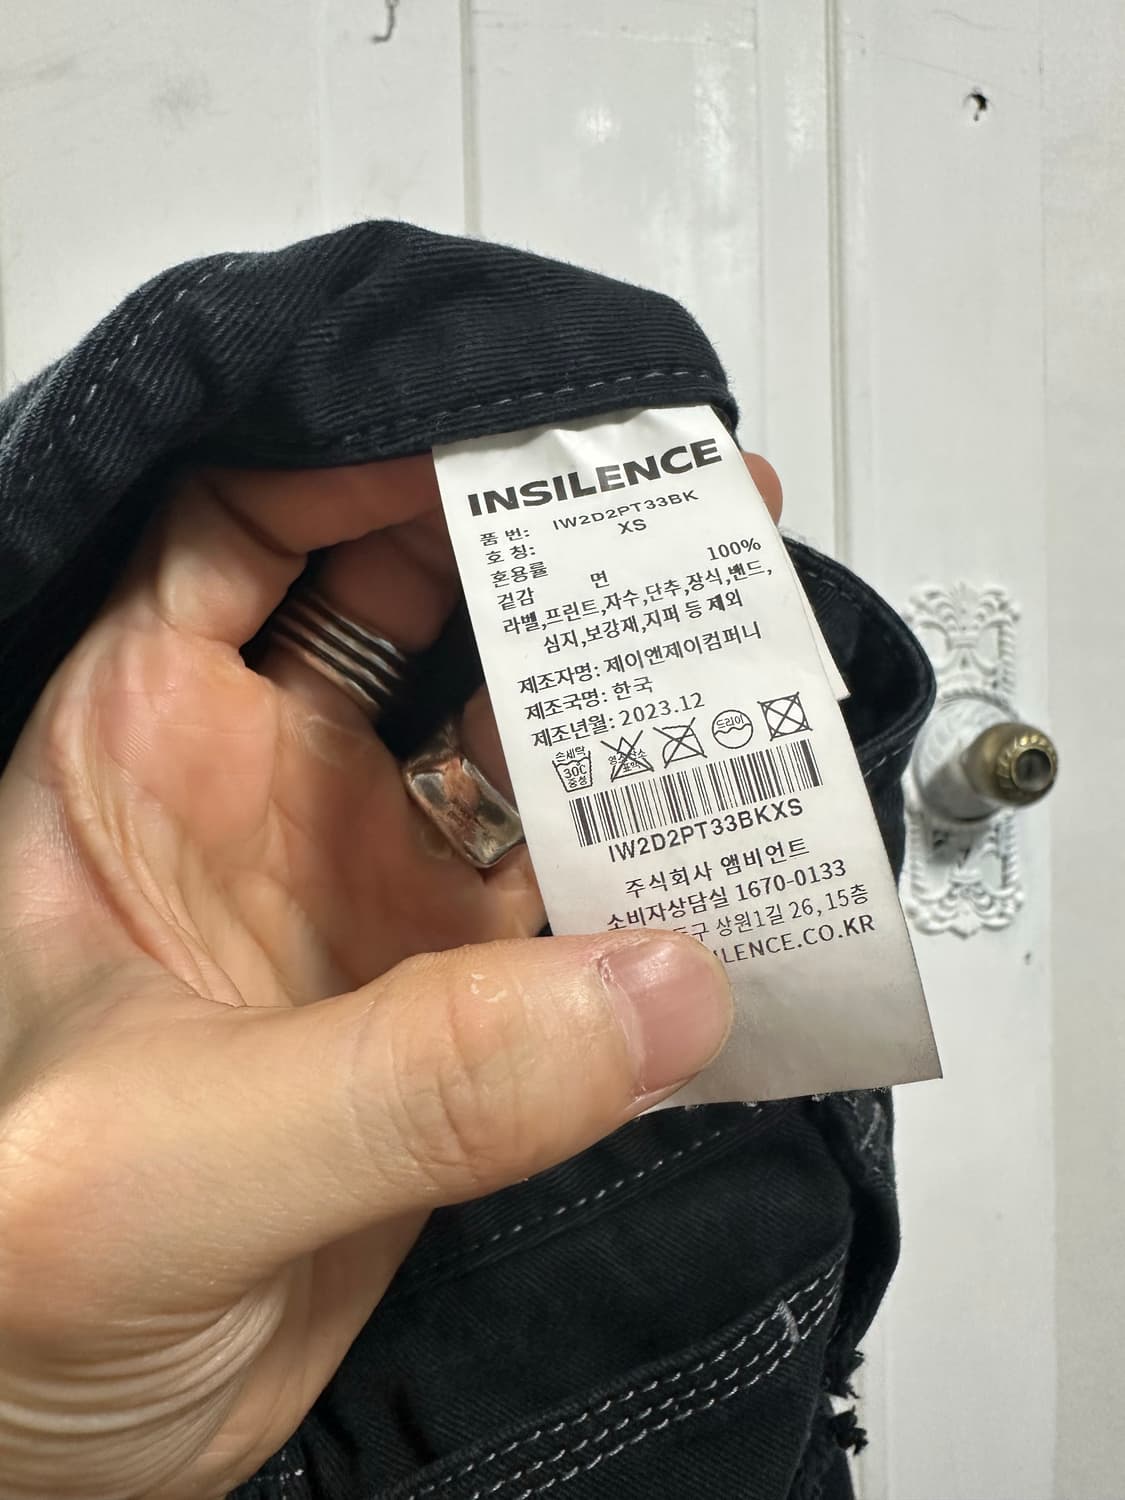 INSILENCE
품 번: IW2D2PT33BK
호 칭: XS
혼용률
겉감 면 100%
라벨,프린트,자수,단추,장식,밴드,
심지,보강재,지퍼 등 제외
제조자명: 제이앤제이컴퍼니
제조국명: 한국
제조년월: 2023.12
손세탁
30C
중성
표백
드라이
IW2D2PT33BKXS
주식회사 앰비언트
소비자상담실 1670-0133
상원1길 26, 15층
ILENCE.CO.KR